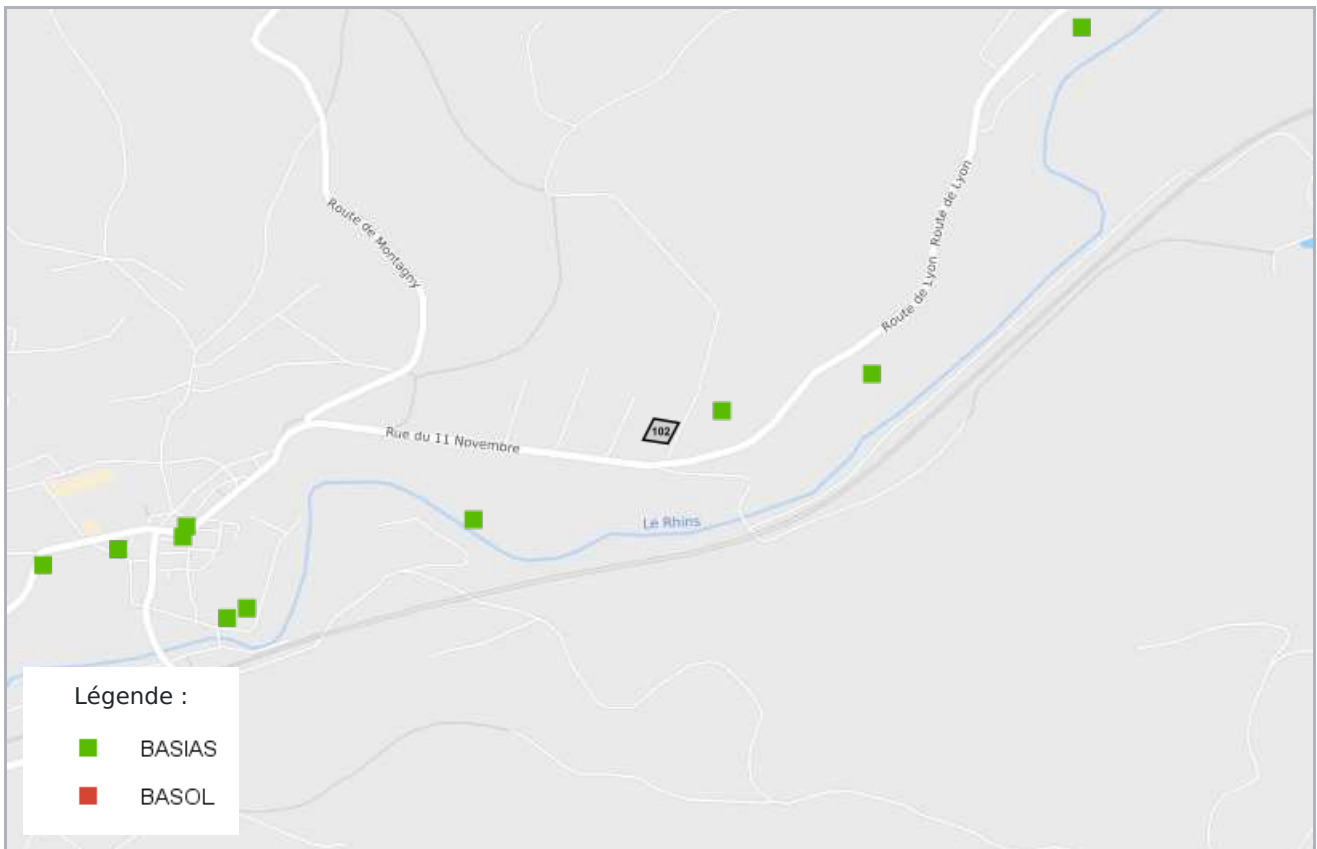 Route de Lyon
Route de Montagny
Route de Lyon
Rue du 11 Novembre
102
Le Rhins
Légende :
BASIAS
BASOL